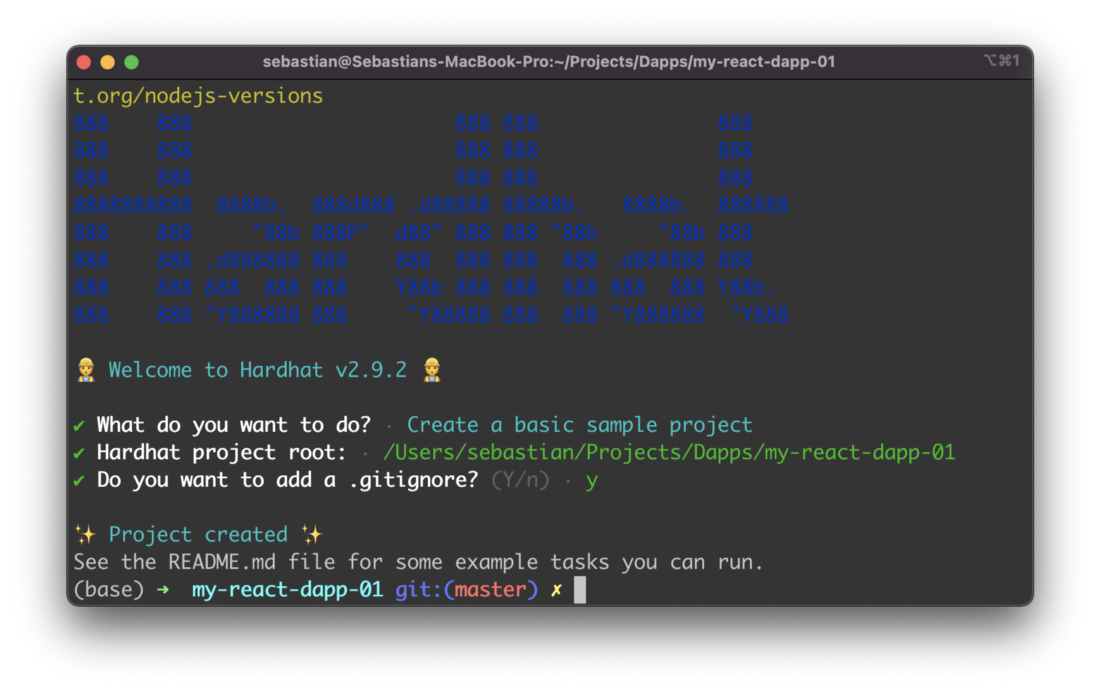 sebastian@Sebastians-MacBook-Pro:~/Projects/Dapps/my-react-dapp-01 ⌥⌘1
t.org/nodejs-versions
888    888                      888 888               888
888    888                      888 888               888
888    888                      888 888               888
8888888888  8888b.  888d888 .d88888 88888b.   8888b.  888888
888    888     "88b 888P"  d88" 888 888 "88b     "88b 888
888    888 .d888888 888    888  888 888  888 .d888888 888
888    888 888  888 888    Y88b 888 888  888 888  888 Y88b.
888    888 "Y888888 888     "Y88888 888  888 "Y888888  "Y888
👷 Welcome to Hardhat v2.9.2 👷
✔ What do you want to do? · Create a basic sample project
✔ Hardhat project root: · /Users/sebastian/Projects/Dapps/my-react-dapp-01
✔ Do you want to add a .gitignore? (Y/n) · y
✨ Project created ✨
See the README.md file for some example tasks you can run.
(base) ➜  my-react-dapp-01 git:(master) ✗